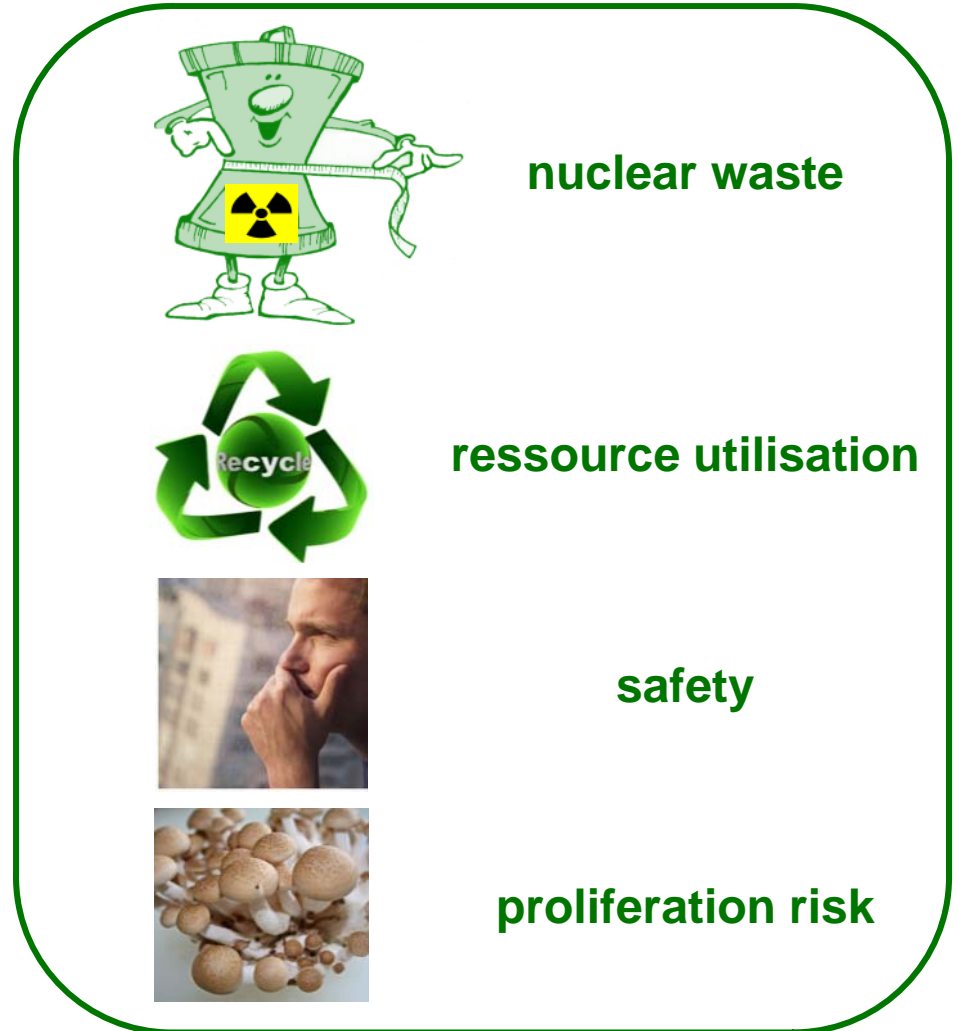 nuclear waste
Recycle
ressource utilisation
safety
proliferation risk